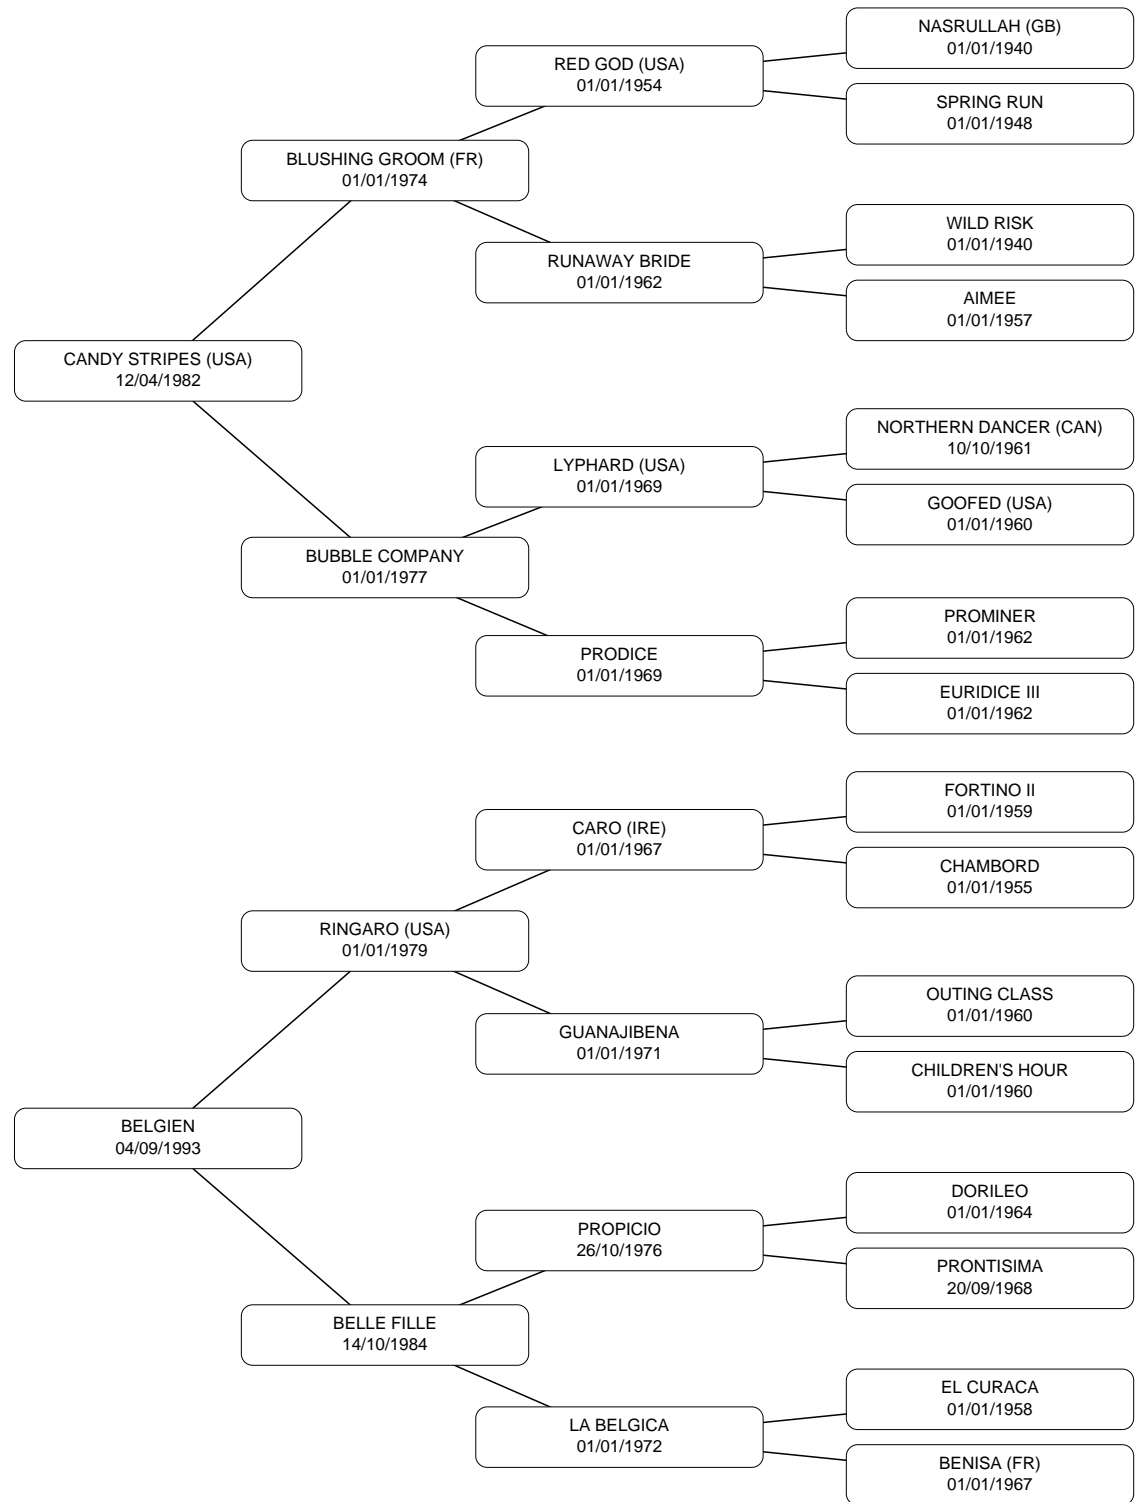 NASRULLAH (GB)
01/01/1940
RED GOD (USA)
01/01/1954
SPRING RUN
01/01/1948
BLUSHING GROOM (FR)
01/01/1974
WILD RISK
01/01/1940
RUNAWAY BRIDE
01/01/1962
AIMEE
01/01/1957
CANDY STRIPES (USA)
12/04/1982
NORTHERN DANCER (CAN)
10/10/1961
LYPHARD (USA)
01/01/1969
GOOFED (USA)
01/01/1960
BUBBLE COMPANY
01/01/1977
PROMINER
01/01/1962
PRODICE
01/01/1969
EURIDICE III
01/01/1962
FORTINO II
01/01/1959
CARO (IRE)
01/01/1967
CHAMBORD
01/01/1955
RINGARO (USA)
01/01/1979
OUTING CLASS
01/01/1960
GUANAJIBENA
01/01/1971
CHILDREN'S HOUR
01/01/1960
BELGIEN
04/09/1993
DORILEO
01/01/1964
PROPICIO
26/10/1976
PRONTISIMA
20/09/1968
BELLE FILLE
14/10/1984
EL CURACA
01/01/1958
LA BELGICA
01/01/1972
BENISA (FR)
01/01/1967